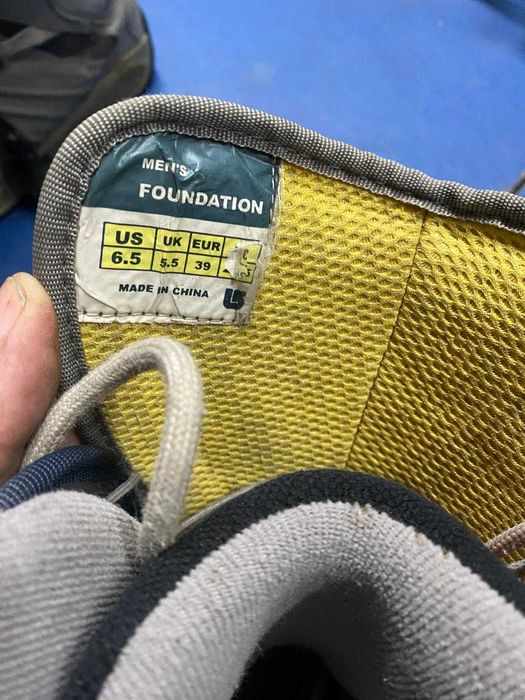 MEN'S
FOUNDATION
US UK EUR
6.5 5.5 39
MADE IN CHINA